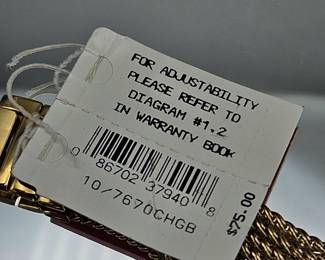 FOR ADJUSTABILITY
PLEASE REFER TO
DIAGRAM #1,2
IN WARRANTY BOOK
0 86702 37940 8
10/7670CHGB
$75.00